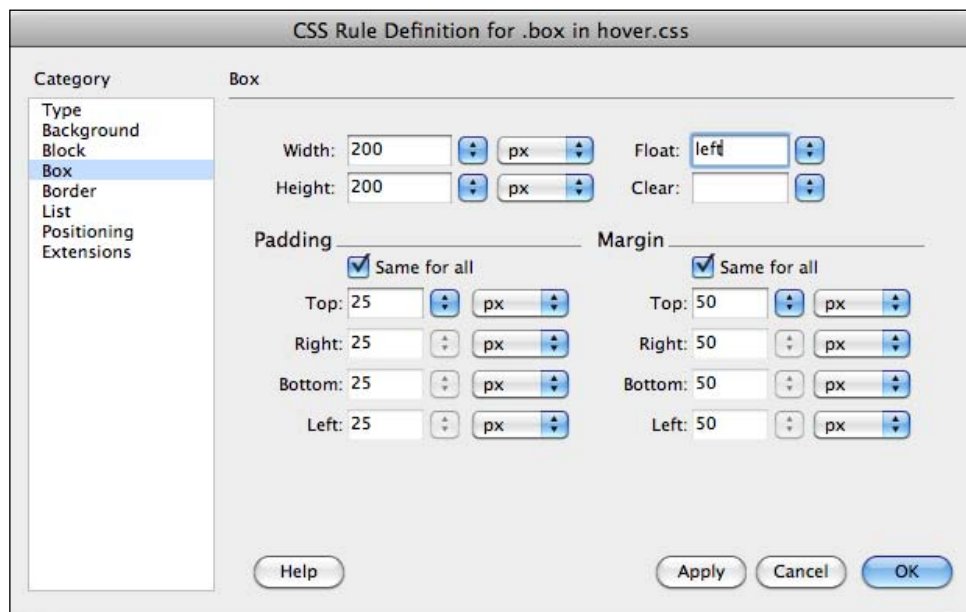 CSS Rule Definition for .box in hover.css
Category
Type
Background
Block
Box
Border
List
Positioning
Extensions
Box
Width: 200 px Float: left
Height: 200 px Clear:
Padding Margin
Same for all Same for all
Top: 25 px Top: 50 px
Right: 25 px Right: 50 px
Bottom: 25 px Bottom: 50 px
Left: 25 px Left: 50 px
Help Apply Cancel OK